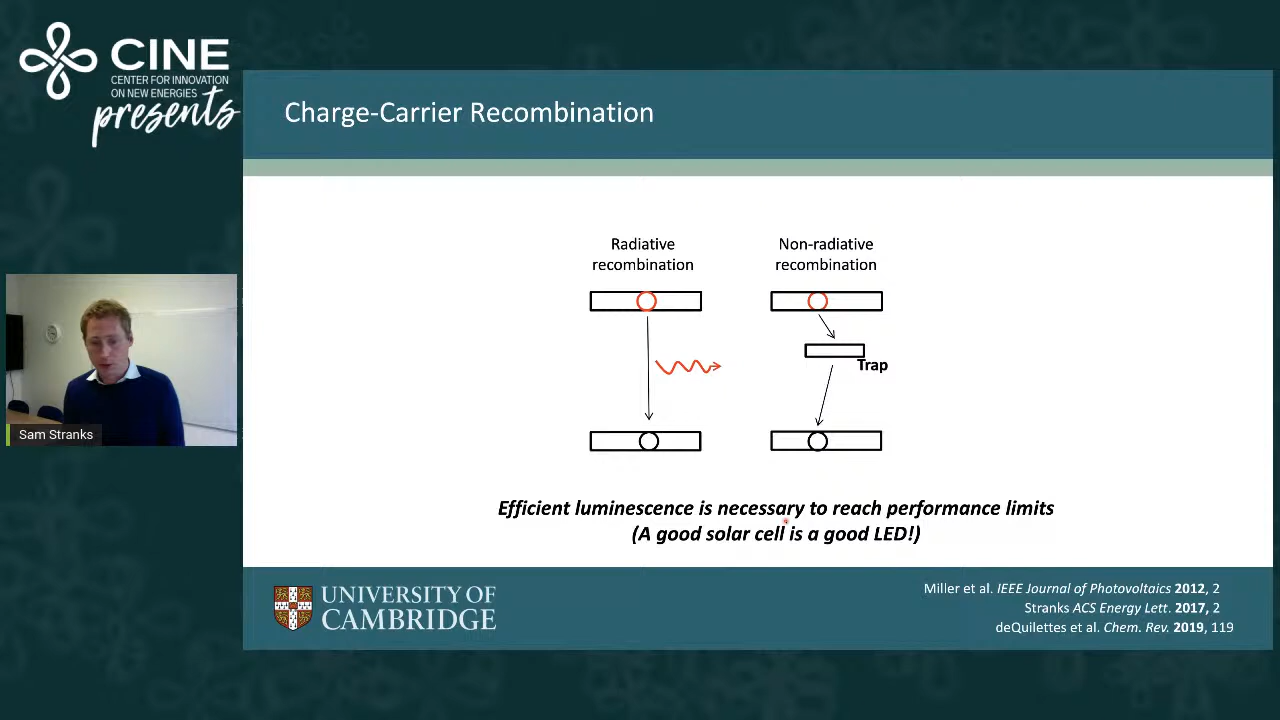 CINE
CENTER FOR INNOVATION
ON NEW ENERGIES
presents
Charge-Carrier Recombination
Radiative
recombination
Non-radiative
recombination
Trap
Sam Stranks
Efficient luminescence is necessary to reach performance limits
(A good solar cell is a good LED!)
UNIVERSITY OF
CAMBRIDGE
Miller et al. IEEE Journal of Photovoltaics 2012, 2
Stranks ACS Energy Lett. 2017, 2
deQuilettes et al. Chem. Rev. 2019, 119